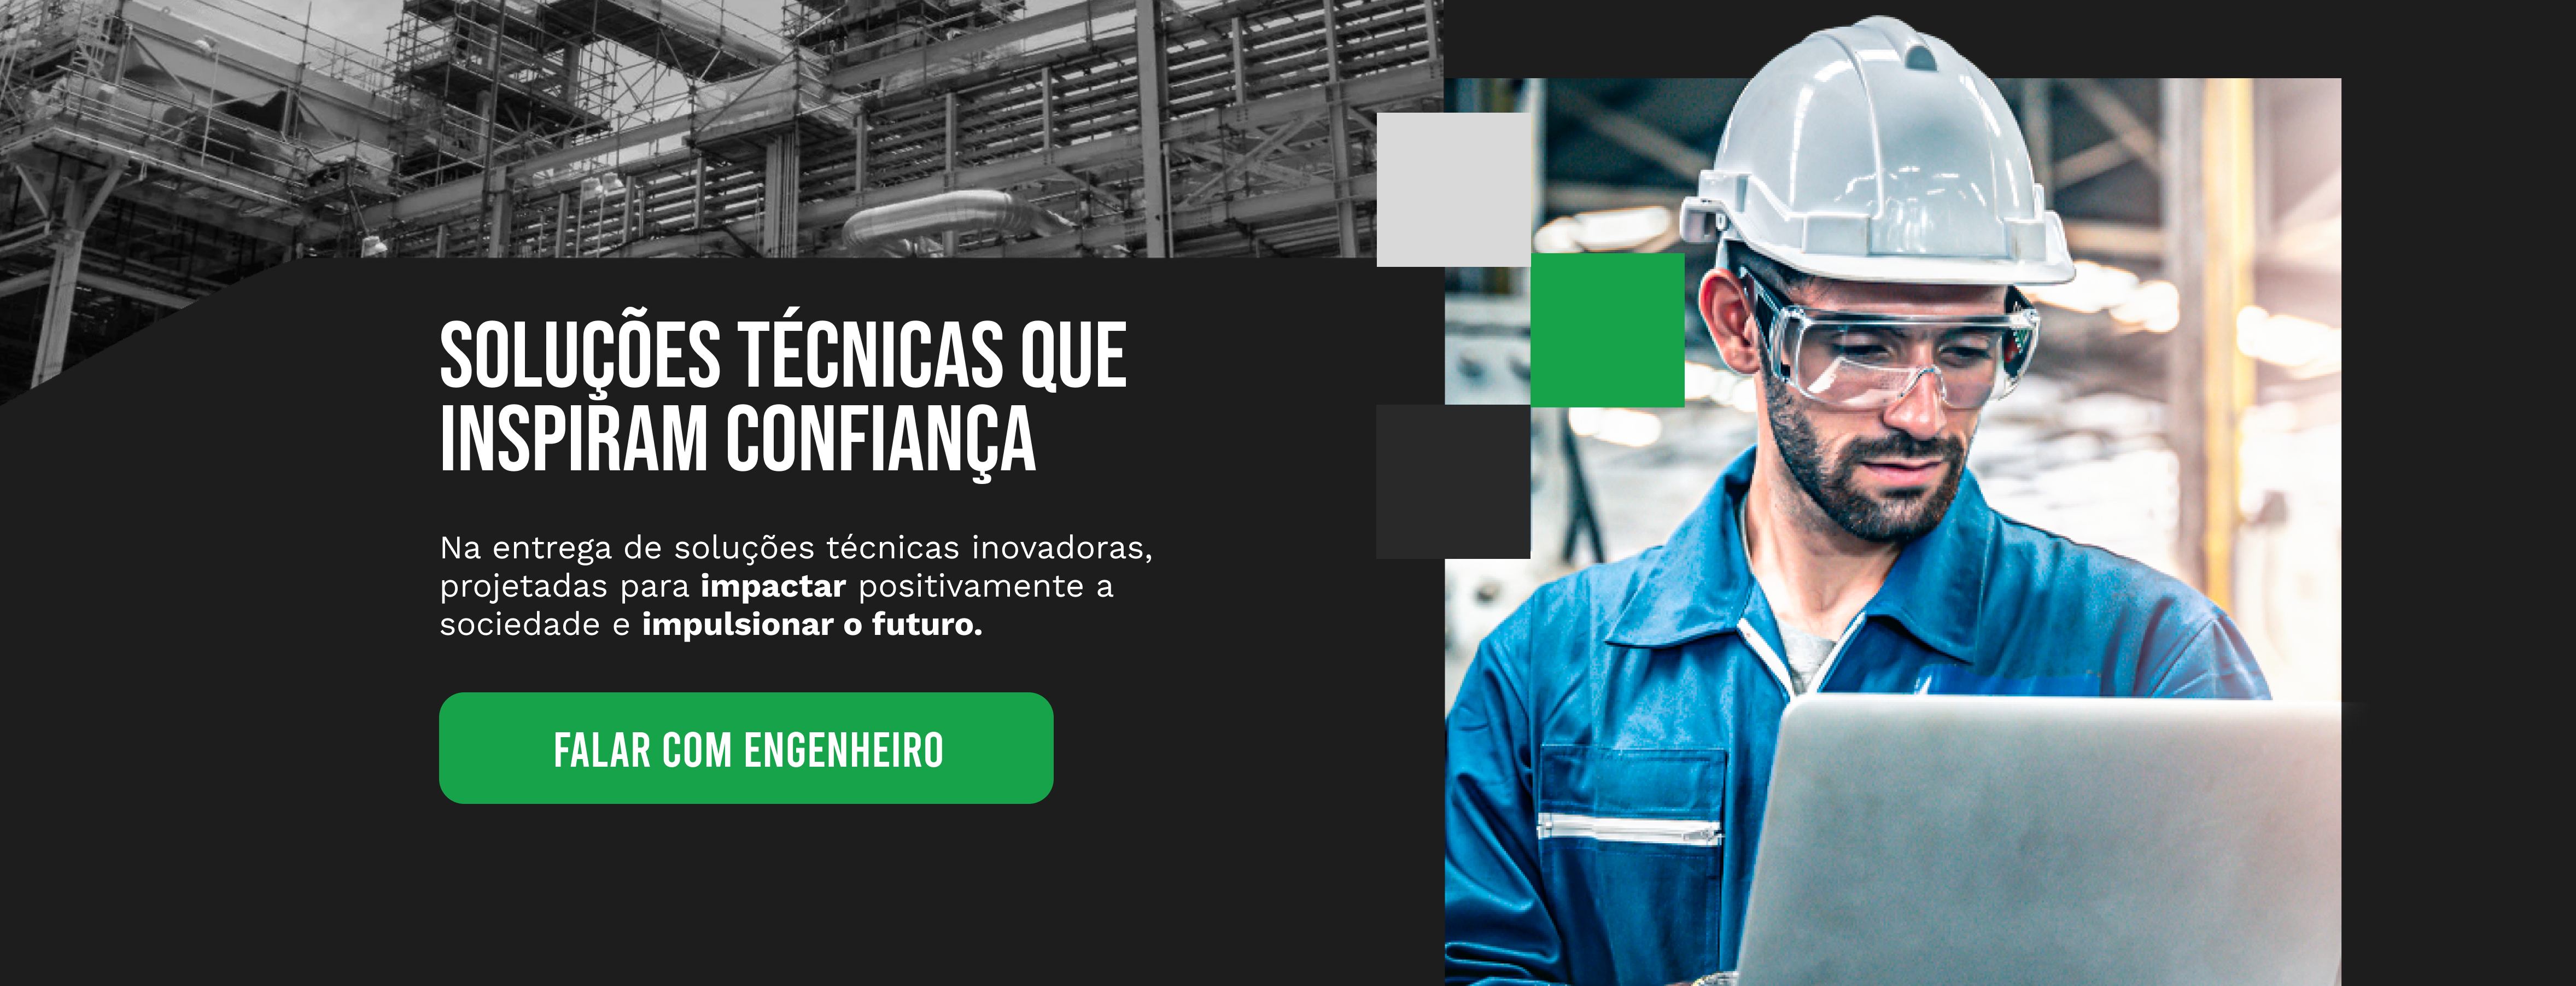 SOLUÇÕES TÉCNICAS QUE
INSPIRAM CONFIANÇA
Na entrega de soluções técnicas inovadoras,
projetadas para impactar positivamente a
sociedade e impulsionar o futuro.
FALAR COM ENGENHEIRO